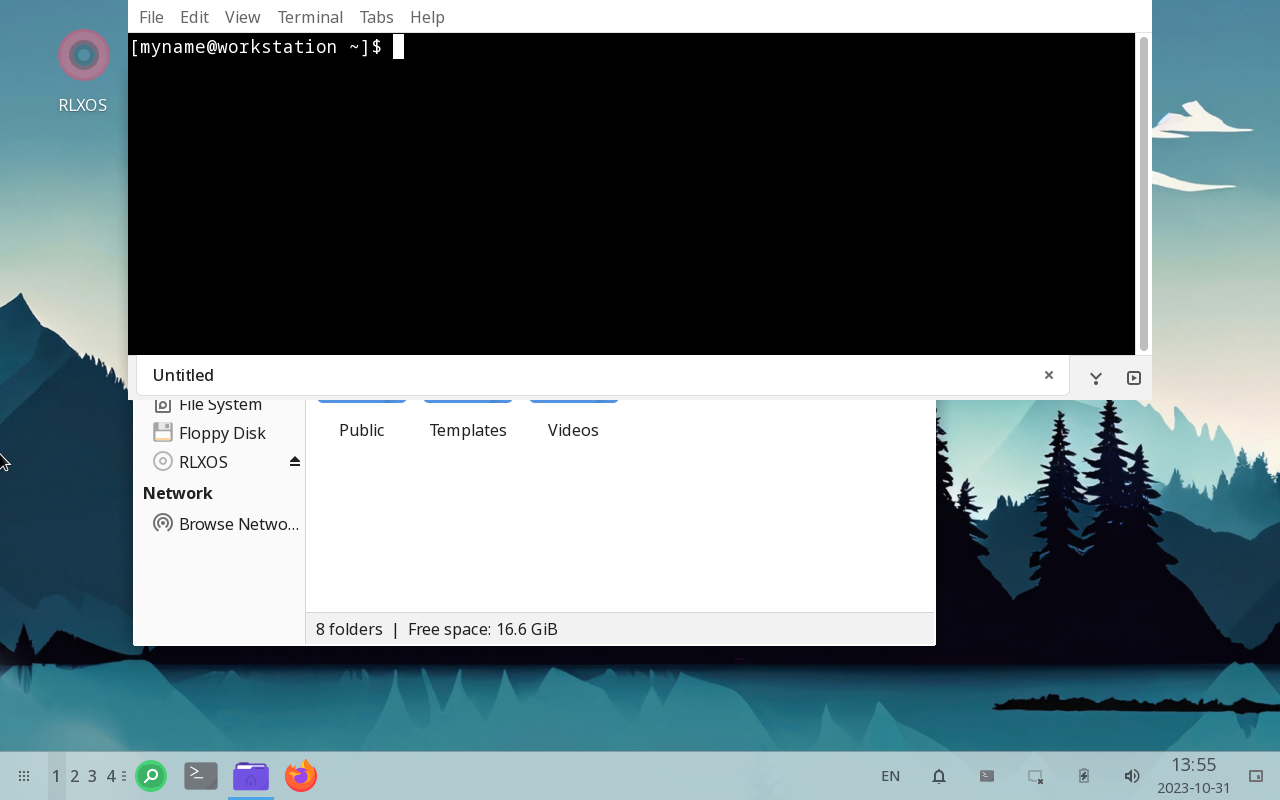 File Edit View Terminal Tabs Help
[myname@workstation ~]$
RLXOS
Untitled
File System
Floppy Disk
RLXOS
Network
Browse Netwo...
Public Templates Videos
8 folders | Free space: 16.6 GiB
1 2 3 4
EN
13:55
2023-10-31